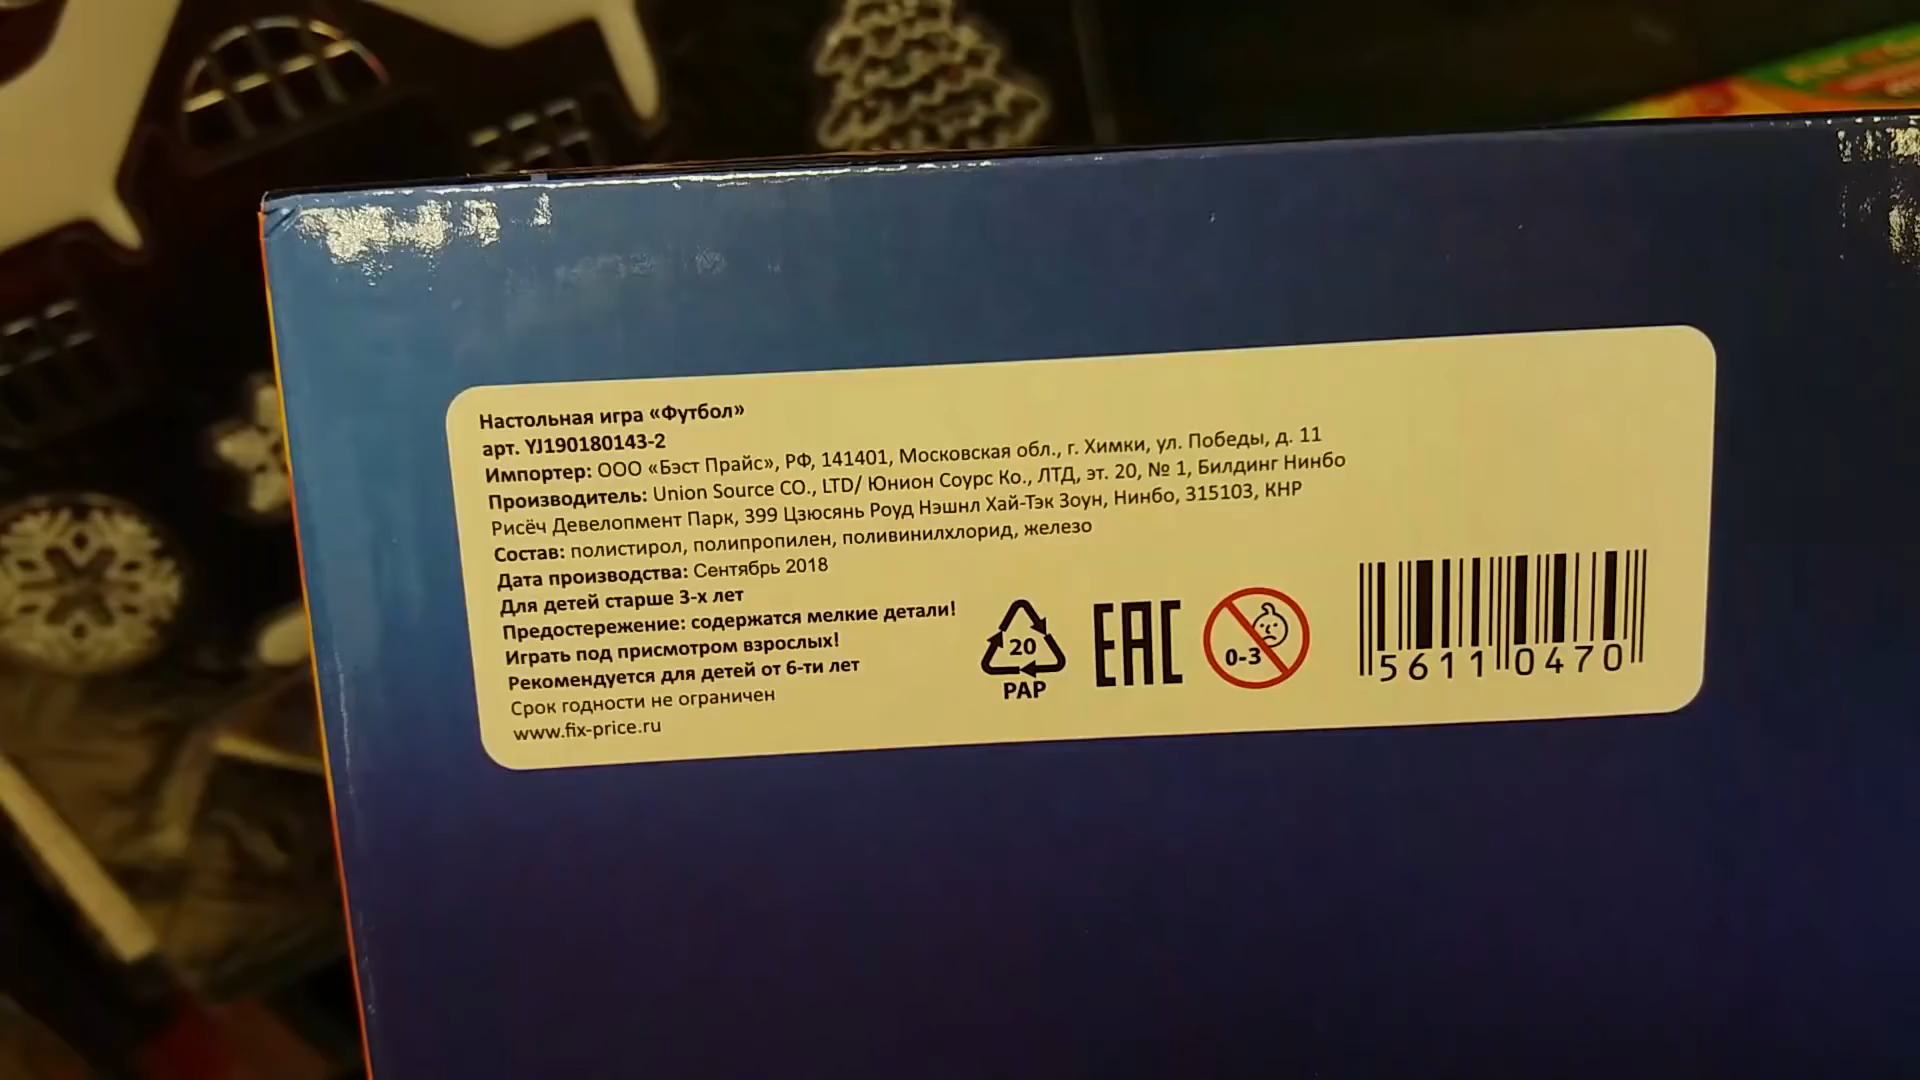 Настольная игра «Футбол»
арт. YJ190180143-2
Импортер: ООО «Бэст Прайс», РФ, 141401, Московская обл., г. Химки, ул. Победы, д. 11
Производитель: Union Source CO., LTD/ Юнион Соурс Ко., ЛТД, эт. 20, № 1, Билдинг Нинбо
Рисёч Девелопмент Парк, 399 Цзюсянь Роуд Нэшнл Хай-Тэк Зоун, Нинбо, 315103, КНР
Состав: полистирол, полипропилен, поливинилхлорид, железо
Дата производства: Сентябрь 2018
Для детей старше 3-х лет
Предостережение: содержатся мелкие детали!
Играть под присмотром взрослых!
Рекомендуется для детей от 6-ти лет
Срок годности не ограничен
www.fix-price.ru
20
PAP
EAC
0-3
56110470